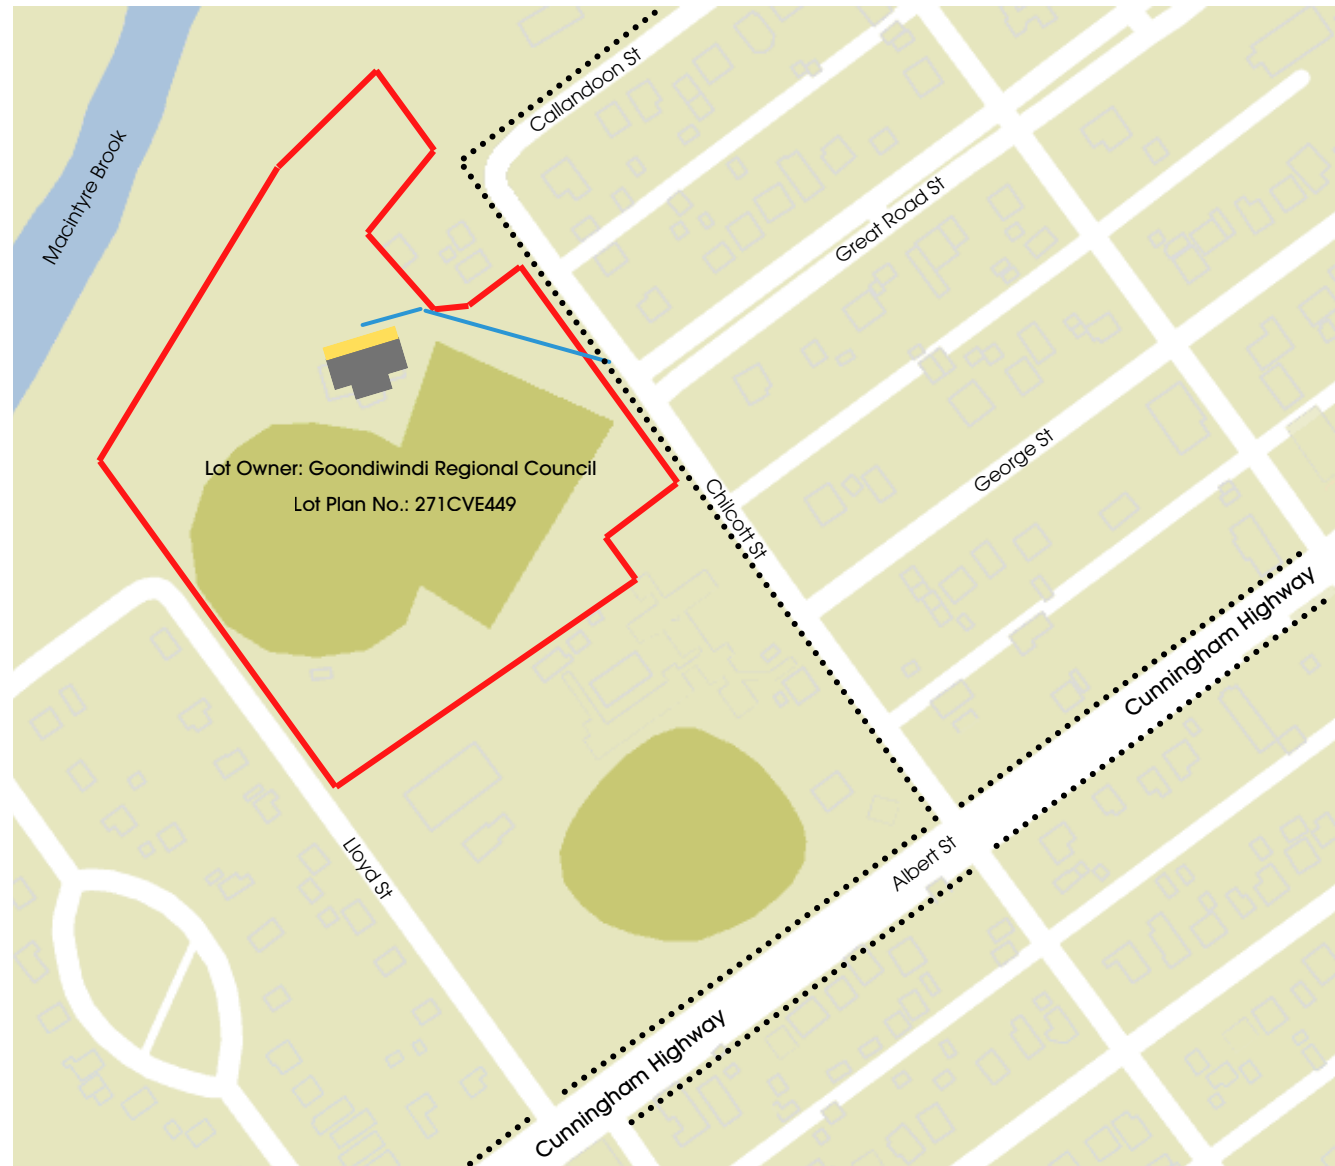 Callandoon St
Macintyre Brook
Great Road St
George St
Lot Owner: Goondiwindi Regional Council
Lot Plan No.: 271CVE449
Chilcott St
Cunningham Highway
Albert St
Lloyd St
Cunningham Highway